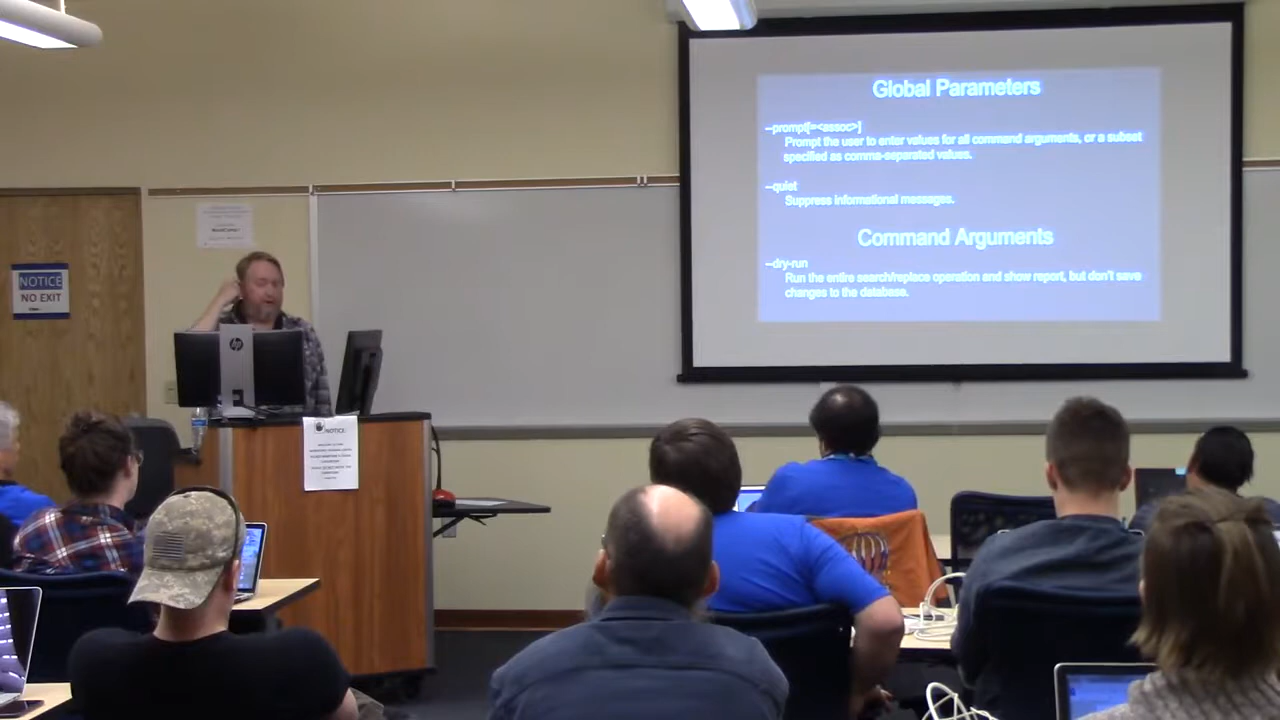 Global Parameters
--prompt[=<assoc>]
Prompt the user to enter values for all command arguments, or a subset
specified as comma-separated values.
--quiet
Suppress informational messages.
Command Arguments
--dry-run
Run the entire search/replace operation and show report, but don't save
changes to the database.
NOTICE
NO EXIT
hp
NOTICE